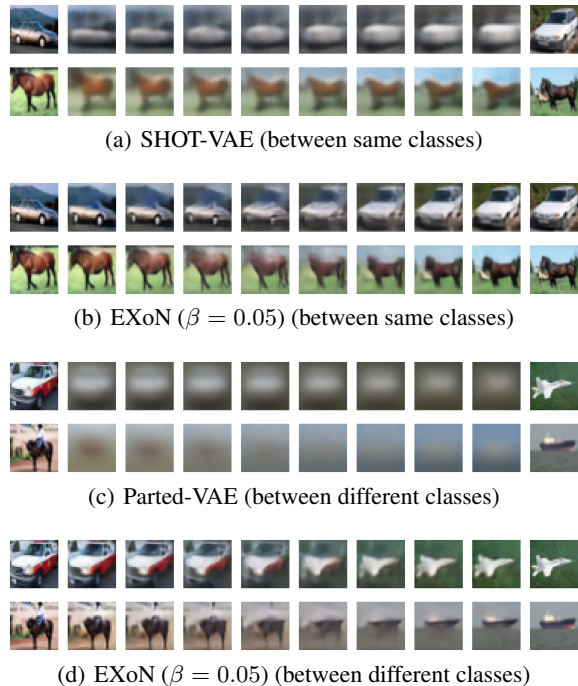 (a) SHOT-VAE (between same classes)
(b) EXoN (β = 0.05) (between same classes)
(c) Parted-VAE (between different classes)
(d) EXoN (β = 0.05) (between different classes)